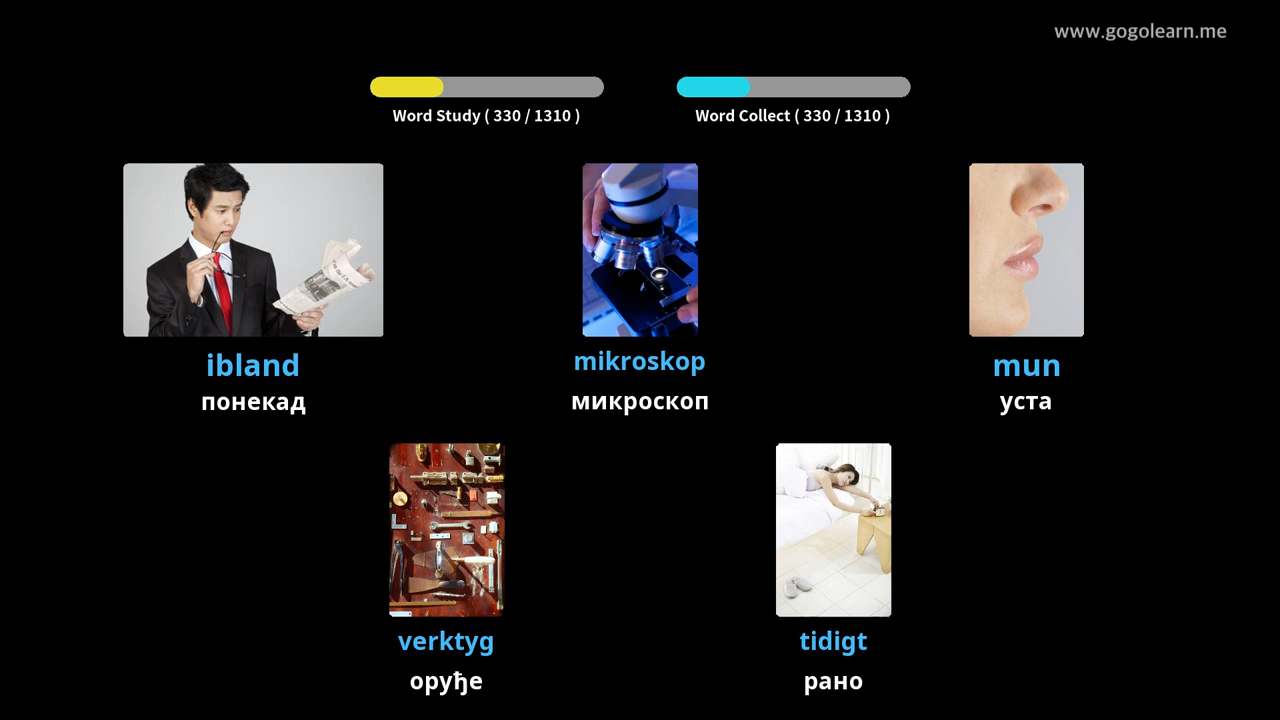 www.gogolearn.me
Word Study ( 330 / 1310 )
Word Collect ( 330 / 1310 )
ibland
понекад
mikroskop
микроскоп
mun
уста
verktyg
оруђе
tidigt
рано